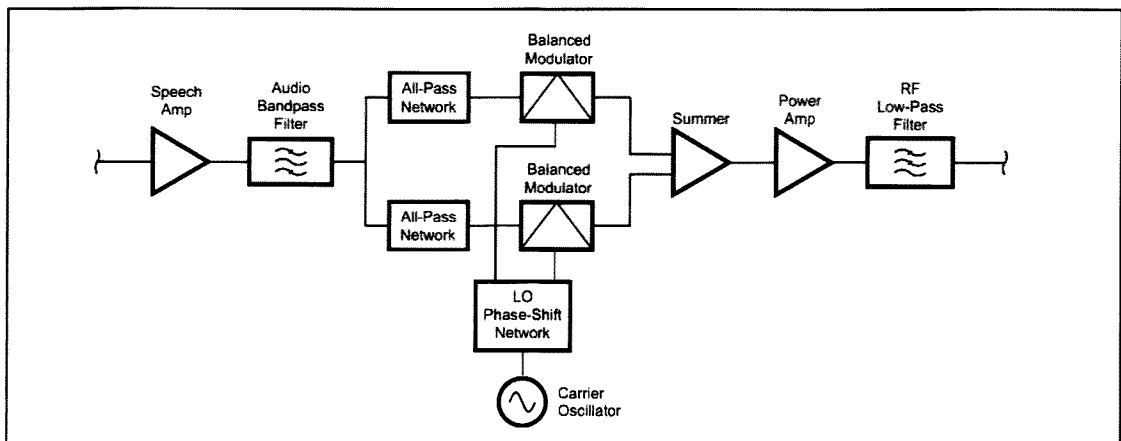 Speech
Amp
Audio
Bandpass
Filter
All-Pass
Network
Balanced
Modulator
All-Pass
Network
Balanced
Modulator
Summer
Power
Amp
RF
Low-Pass
Filter
LO
Phase-Shift
Network
Carrier
Oscillator